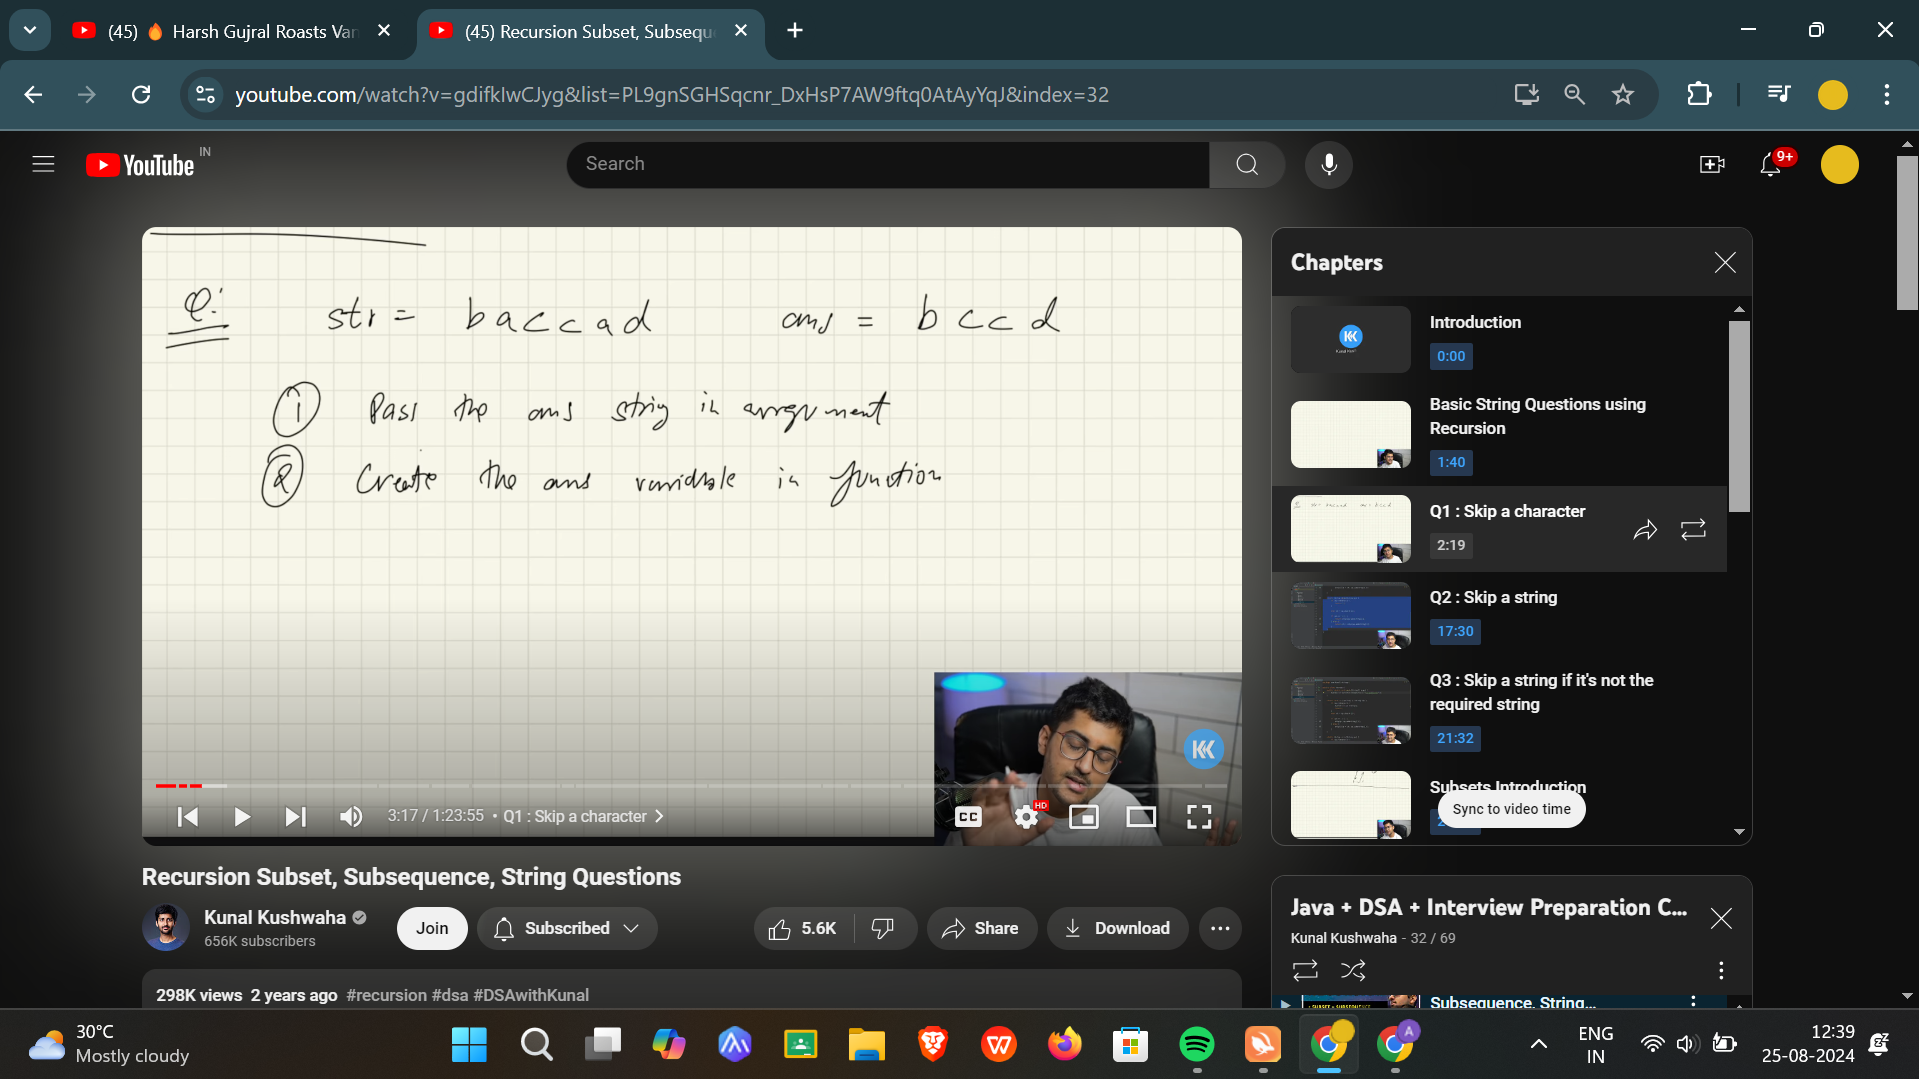 (45) 🔥 Harsh Gujral Roasts Var
(45) Recursion Subset, Subseque
youtube.com/watch?v=gdifklwCJyg&list=PL9gnSGHSqcnr_DxHsP7AW9ftq0AtAyYqJ&index=32
YouTube IN
Search
9+
Q:
str = baccad ans = bccd
① Pass the ans string in argument
② Create the ans variable in function
3:17 / 1:23:55 • Q1 : Skip a character
CC
HD
Chapters
Introduction
0:00
Basic String Questions using
Recursion
1:40
Q1 : Skip a character
2:19
Q2 : Skip a string
17:30
Q3 : Skip a string if it's not the
required string
21:32
Subsets Introduction
Sync to video time
Recursion Subset, Subsequence, String Questions
Kunal Kushwaha
656K subscribers
Join
Subscribed
5.6K
Share
Download
298K views 2 years ago #recursion #dsa #DSAwithKunal
Java + DSA + Interview Preparation C...
Kunal Kushwaha - 32 / 69
Subsequence, String...
30°C
Mostly cloudy
A
ENG
IN
12:39
25-08-2024